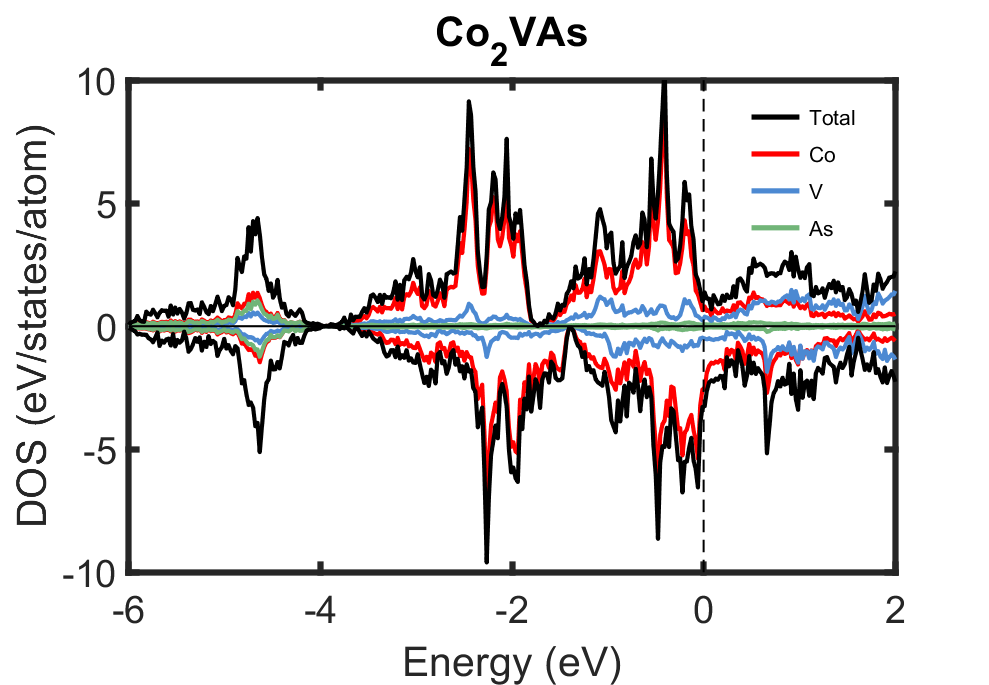 Co₂VAs
10
5
0
-5
-10
DOS (eV/states/atom)
Total
Co
V
As
-6
-4
-2
0
2
Energy (eV)